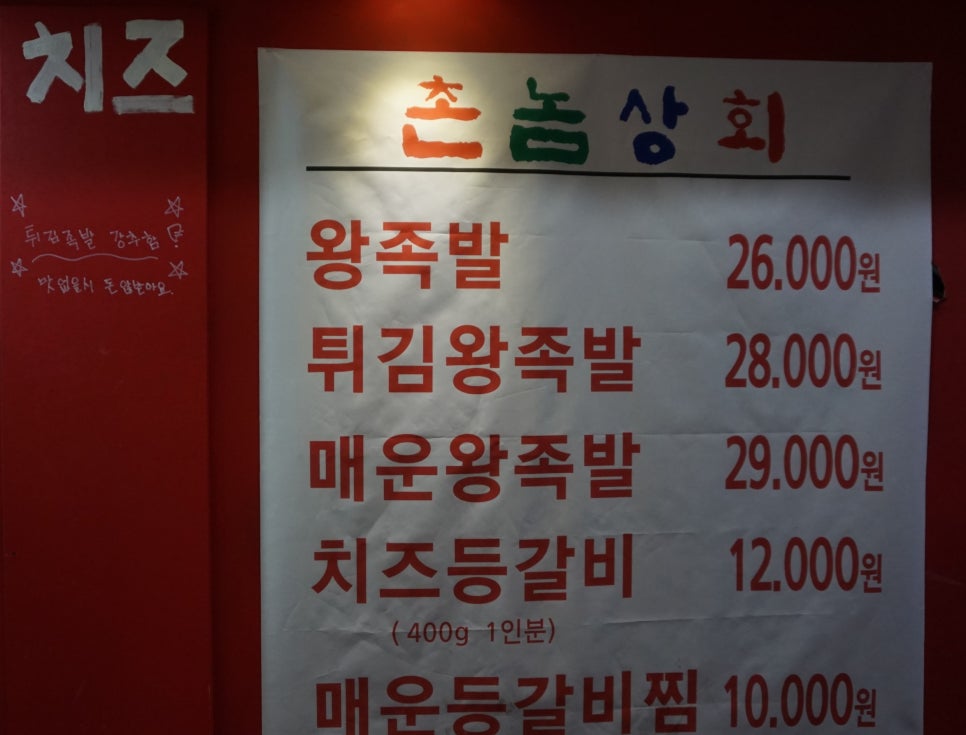 치즈
튀김족발 강추함!
맛없을시 돈 안받아요.
촌놈상회
왕족발 26.000원
튀김왕족발 28.000원
매운왕족발 29.000원
치즈등갈비 12.000원
(400g 1인분)
매운등갈비찜 10.000원